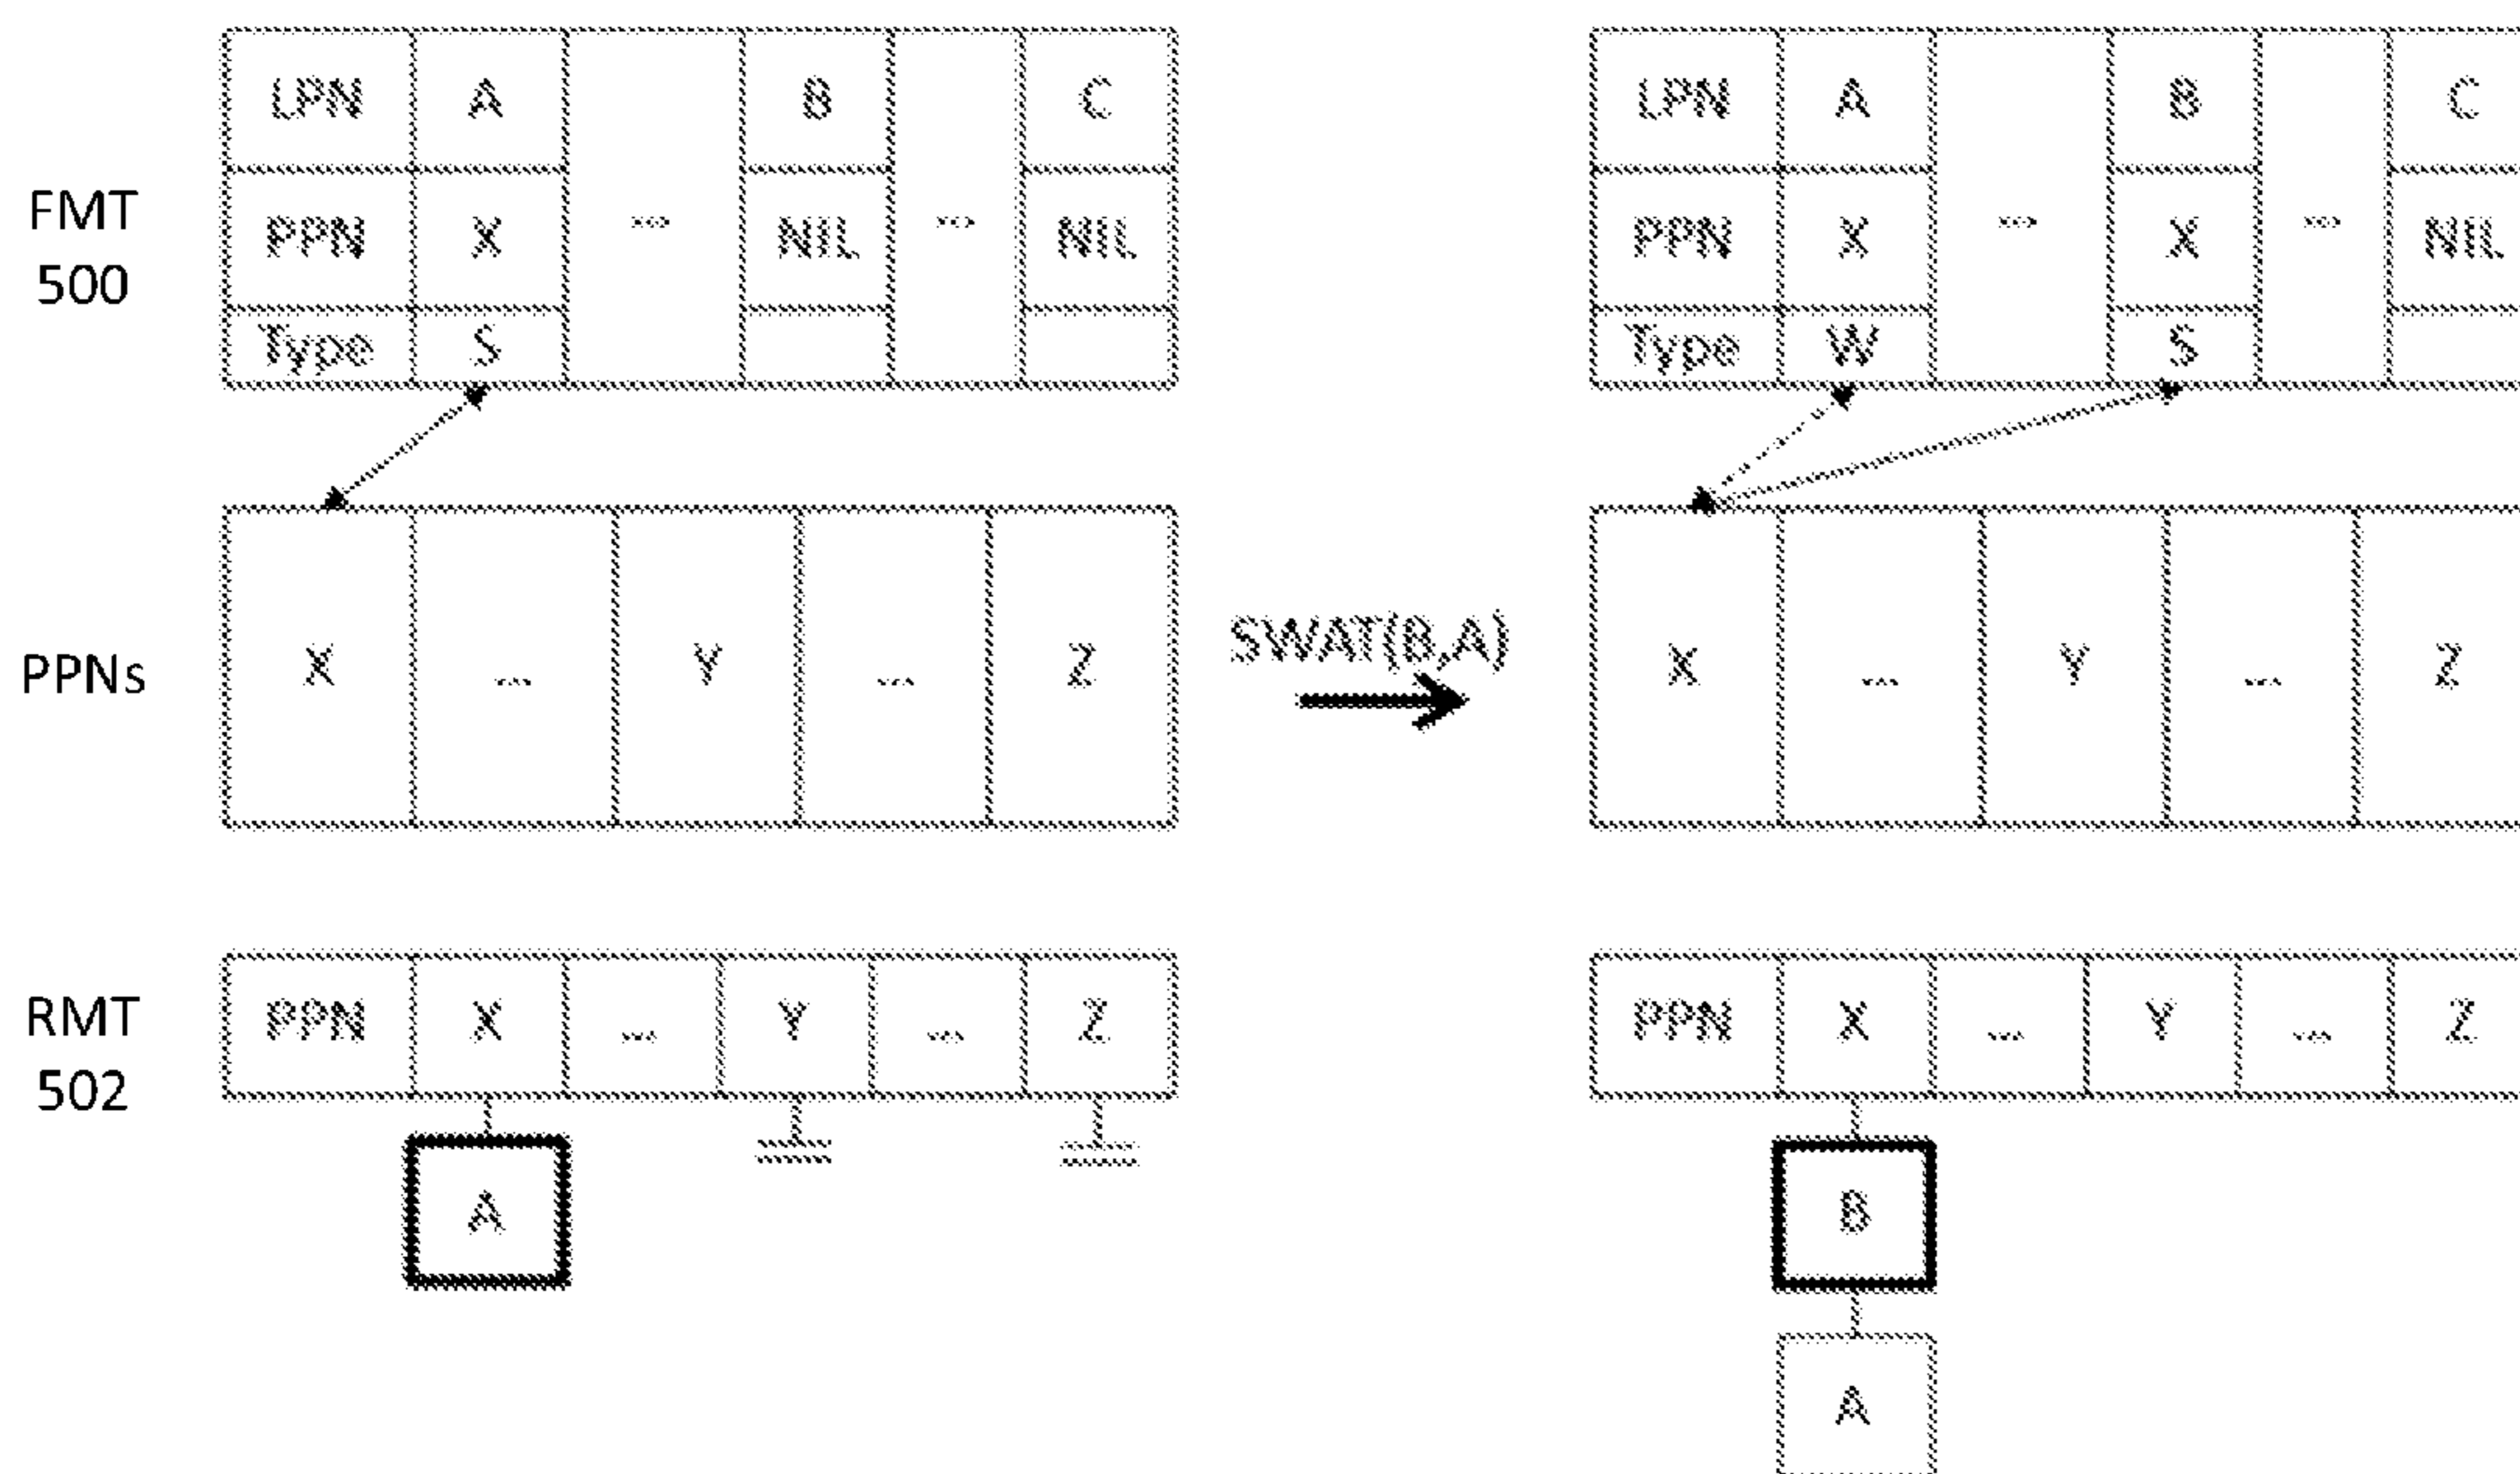 LPN A B C
FMT 500
PPN X ... NIL ... NIL
Type S
LPN A B C
PPN X ... X ... NIL
Type W S
PPNs
X ... Y ... Z
SWAT(B,A)
X ... Y ... Z
RMT 502
PPN X ... Y ... Z
A
PPN X ... Y ... Z
B
A